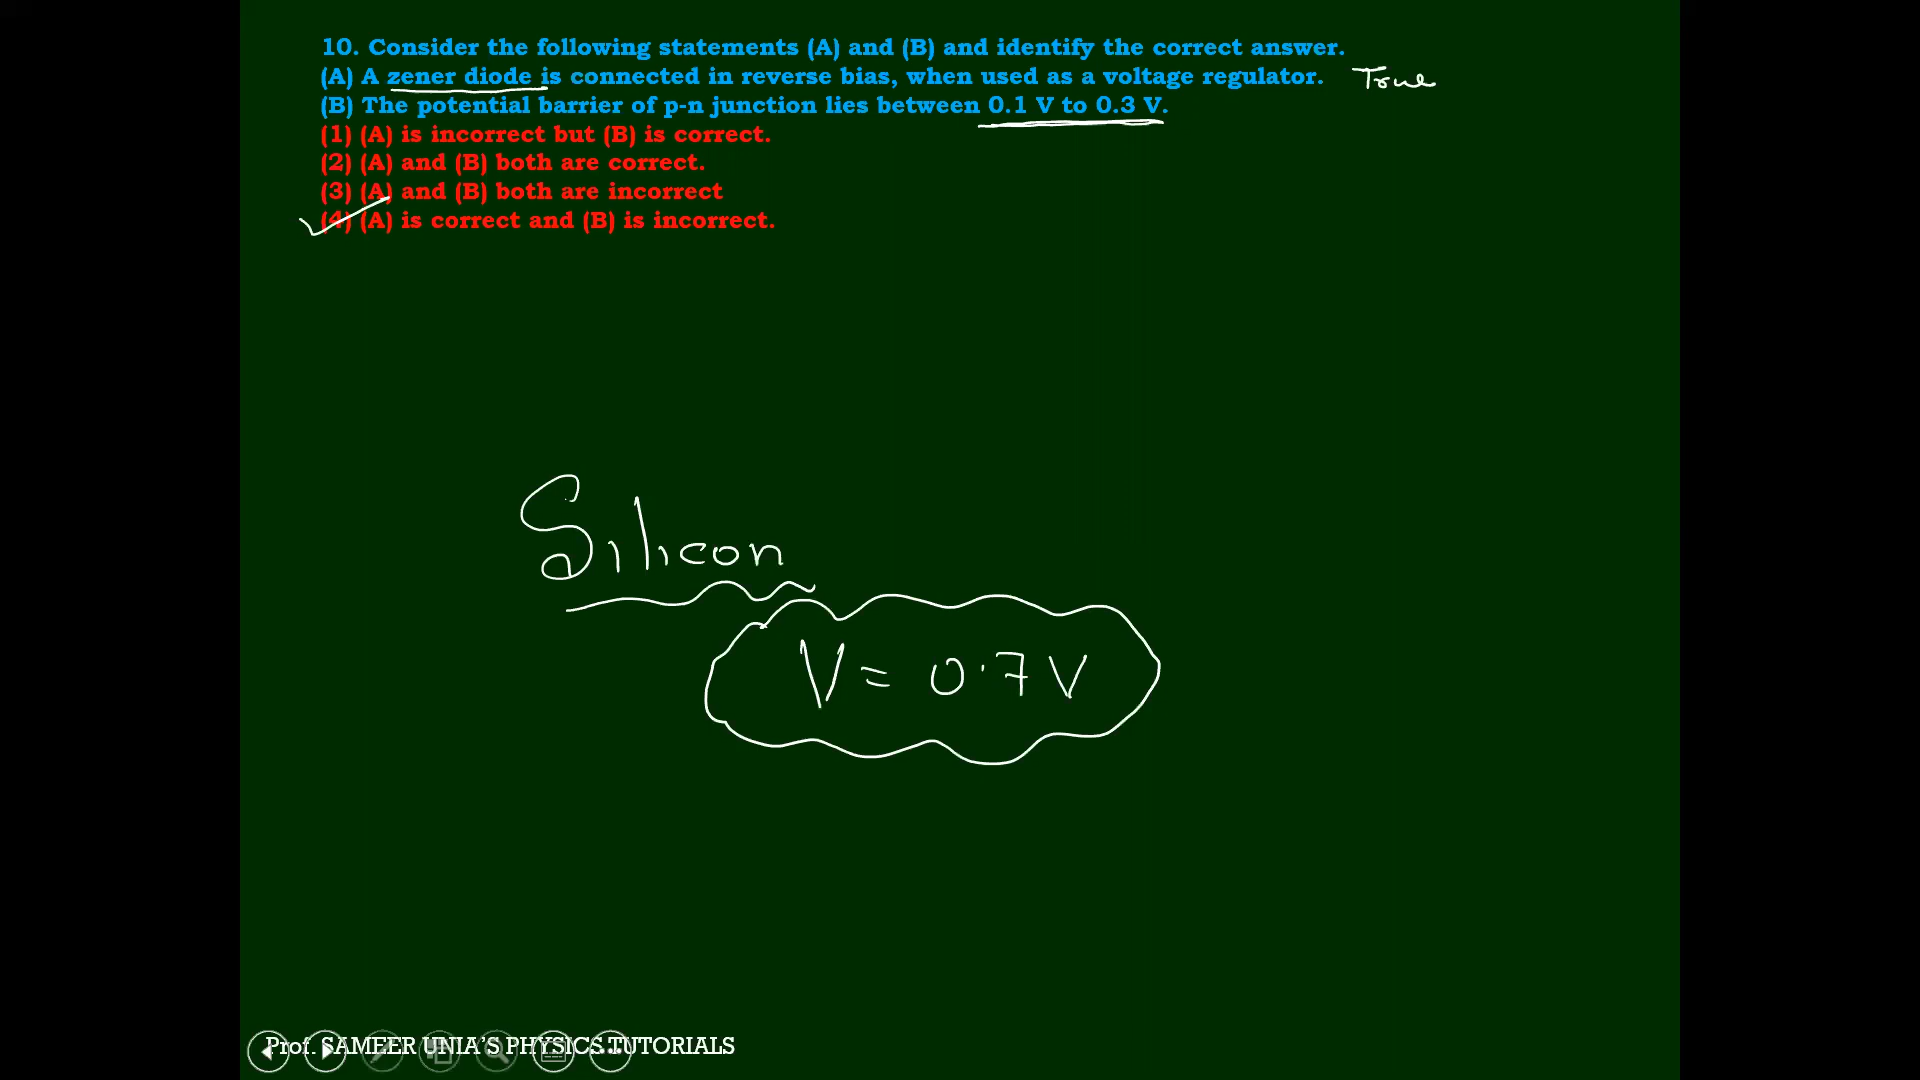 10. Consider the following statements (A) and (B) and identify the correct answer.
(A) A zener diode is connected in reverse bias, when used as a voltage regulator. True
(B) The potential barrier of p-n junction lies between 0.1 V to 0.3 V.
(1) (A) is incorrect but (B) is correct.
(2) (A) and (B) both are correct.
(3) (A) and (B) both are incorrect
(4) (A) is correct and (B) is incorrect.
Silicon
V = 0.7 V
Prof. SAMEER UNIA'S PHYSICS TUTORIALS